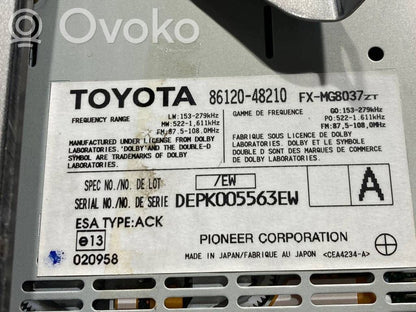 OVOKO
TOYOTA 86120-48210 FX-MG8037ZT
FREQUENCY RANGE LW:153-279kHz GAMME DE FREQUENCE GO:153-279kHz
MW:522-1,611kHz PO:522-1,611kHz
FM:87.5-108.0MHz FM:87,5-108,0MHz
MANUFACTURED UNDER LICENSE FROM DOLBY FABRIQUE SOUS LICENCE DE DOLBY
LABORATORIES. "DOLBY" AND THE DOUBLE-D LABORATORIES. "DOLBY" ET LE SYMBOLE
SYMBOL ARE TRADEMARKS OF DOLBY DOUBLE D SONT DES MARQUES DE COMMERCE
LABORATORIES. DE DOLBY LABORATORIES.
SPEC NO./NO. DE LOT /EW A
SERIAL NO./NO. DE SERIE DEPK005563EW
ESA TYPE:ACK
13 PIONEER CORPORATION
020958 MADE IN JAPAN/FABRIQUE AU JAPON <CEA4234-A>